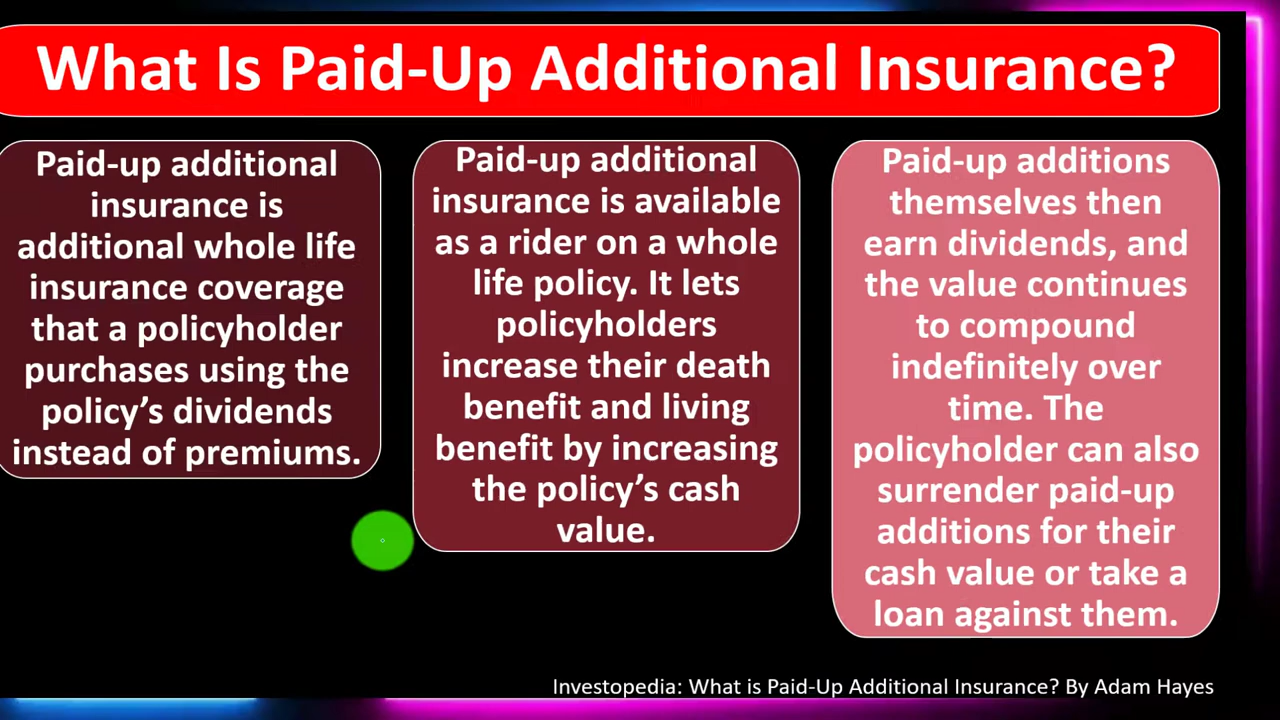 What Is Paid-Up Additional Insurance?
Paid-up additional
insurance is
additional whole life
insurance coverage
that a policyholder
purchases using the
policy’s dividends
instead of premiums.
Paid-up additional
insurance is available
as a rider on a whole
life policy. It lets
policyholders
increase their death
benefit and living
benefit by increasing
the policy’s cash
value.
Paid-up additions
themselves then
earn dividends, and
the value continues
to compound
indefinitely over
time. The
policyholder can also
surrender paid-up
additions for their
cash value or take a
loan against them.
Investopedia: What is Paid-Up Additional Insurance? By Adam Hayes